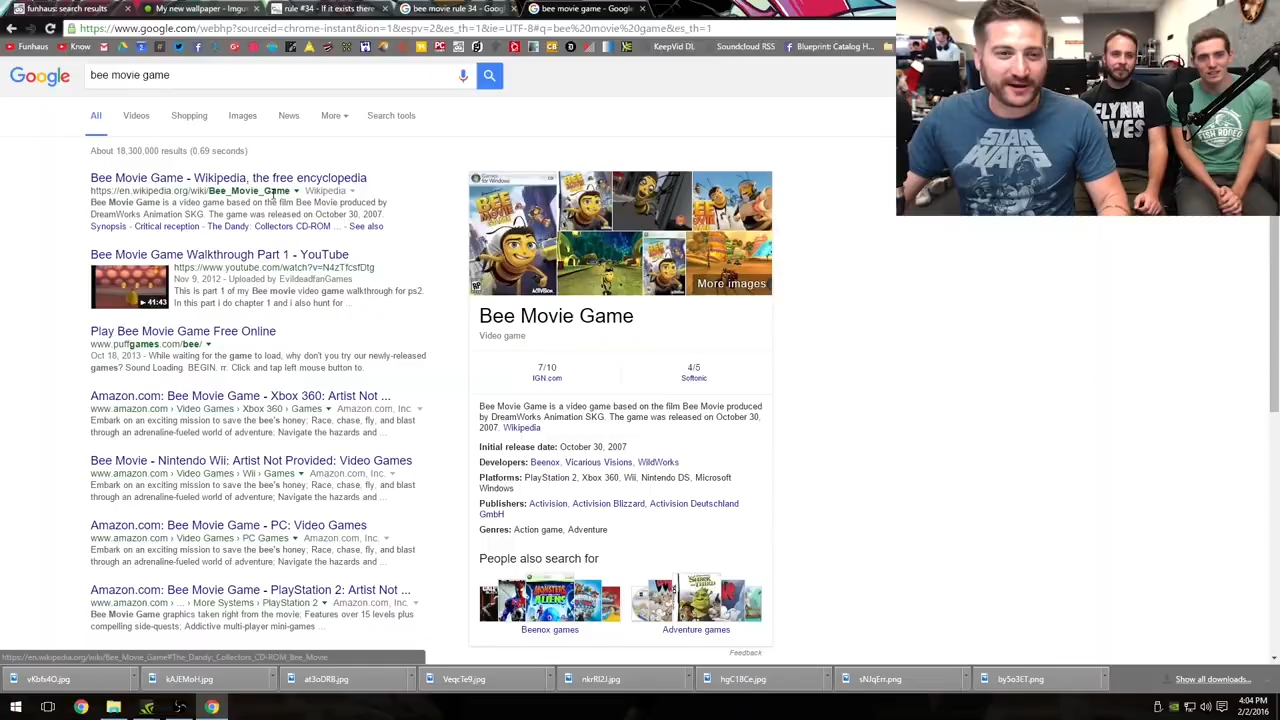 Bee Movie Game - Wiki
rule #34 - If it exists
bee movie rule 34 - Goo
bee movie game - Goog
https://www.google.com/webhp?sourceid=chrome-instant&ion=1&espv=2&es_th=1&ie=UTF-8#q=bee%20movie%20game&es_th=1
Funhaus
KeepVid DL
Soundcloud RSS
Blueprint: Catalog H...
Google
bee movie game
All Videos Shopping Images News More Search tools
About 18,300,000 results (0.69 seconds)
Bee Movie Game - Wikipedia, the free encyclopedia
https://en.wikipedia.org/wiki/Bee_Movie_Game Wikipedia
Bee Movie Game is a video game based on the film Bee Movie produced by
DreamWorks Animation SKG. The game was released on October 30, 2007.
Synopsis - Critical reception - The Dandy: Collectors CD-ROM ... - See also
Bee Movie Game Walkthrough Part 1 - YouTube
https://www.youtube.com/watch?v=N4zTfcsfDtg
Nov 9, 2012 - Uploaded by EvildeadfanGames
This is part 1 of my Bee movie video game walkthrough for ps2.
41:43
In this part i do chapter 1 and i also hunt for ...
Play Bee Movie Game Free Online
www.puffgames.com/bee/
Oct 18, 2013 - While waiting for the game to load, why don't you try our newly-released
games? Sound Loading. BEGIN. rr. Click and tap left mouse button to.
Amazon.com: Bee Movie Game - Xbox 360: Artist Not ...
www.amazon.com › Video Games › Xbox 360 › Games Amazon.com, Inc.
Embark on an exciting mission to save the bee's honey; Race, chase, fly, and blast
through an adrenaline-fueled world of adventure; Navigate the hazards and ...
Bee Movie - Nintendo Wii: Artist Not Provided: Video Games
www.amazon.com › Video Games › Wii › Games Amazon.com, Inc.
Embark on an exciting mission to save the bee's honey; Race, chase, fly, and blast
through an adrenaline-fueled world of adventure; Navigate the hazards and ...
Amazon.com: Bee Movie Game - PC: Video Games
www.amazon.com › Video Games › PC Games Amazon.com, Inc.
Embark on an exciting mission to save the bee's honey; Race, chase, fly, and blast
through an adrenaline-fueled world of adventure; Navigate the hazards and ...
Amazon.com: Bee Movie Game - PlayStation 2: Artist Not ...
www.amazon.com › ... › More Systems › PlayStation 2 Amazon.com, Inc.
Bee Movie Game graphics taken right from the movie; Features over 15 levels plus
compelling side-quests; Addictive multi-player mini-games ...
https://en.wikipedia.org/wiki/Bee_Movie_Game#The_Dandy:_Collectors_CD-ROM_Bee_Movie
Games for Windows
BEE MOVIE
ACTIVISION
More images
Bee Movie Game
Video game
7/10 4/5
IGN.com Softonic
Bee Movie Game is a video game based on the film Bee Movie produced
by DreamWorks Animation SKG. The game was released on October 30,
2007. Wikipedia
Initial release date: October 30, 2007
Developers: Beenox, Vicarious Visions, WildWorks
Platforms: PlayStation 2, Xbox 360, Wii, Nintendo DS, Microsoft
Windows
Publishers: Activision, Activision Blizzard, Activision Deutschland
GmbH
Genres: Action game, Adventure
People also search for
Beenox games Adventure games
Feedback
STAR
WARS
FLYNN
LIVES
FISH RODEO
vKbfx4O.jpg
kAJEMoH.jpg
at3oOR8.jpg
VeqcTe9.jpg
nkrRI2J.jpg
hgC18Ce.jpg
sNJqErr.png
by5o3ET.png
Show all downloads...
4:04 PM
2/2/2016